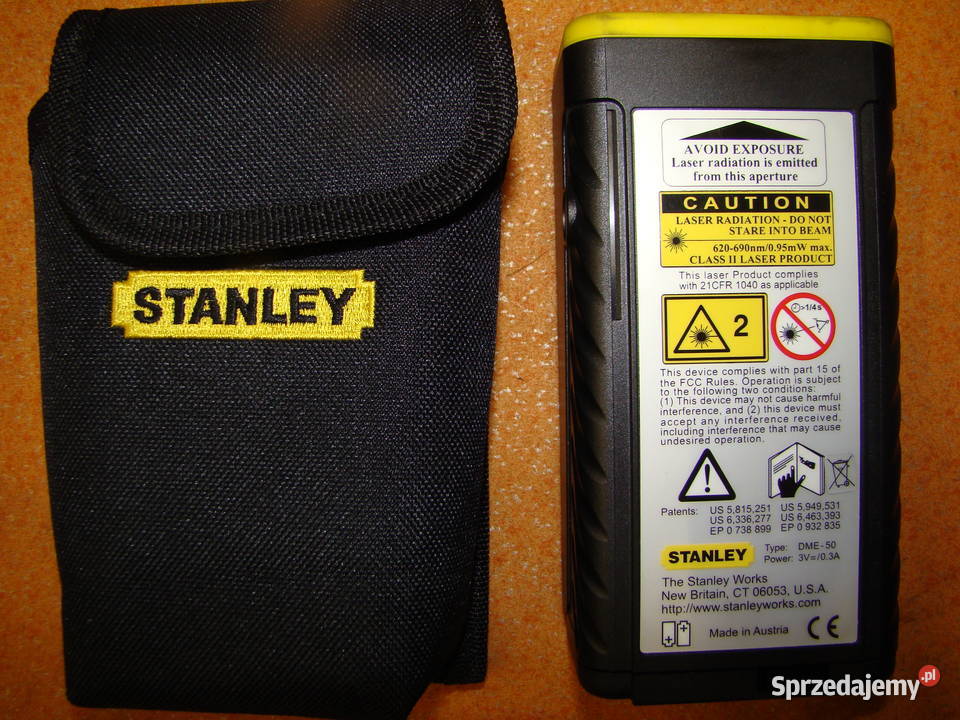 STANLEY
AVOID EXPOSURE
Laser radiation is emitted
from this aperture
CAUTION
LASER RADIATION - DO NOT
STARE INTO BEAM
620-690nm/0.95mW max.
CLASS II LASER PRODUCT
This laser Product complies
with 21CFR 1040 as applicable
2
>1/4s
This device complies with part 15 of
the FCC Rules. Operation is subject
to the following two conditions:
(1) This device may not cause harmful
interference, and (2) this device must
accept any interference received,
including interference that may cause
undesired operation.
Patents: US 5,815,251 US 5,949,531
US 6,336,277 US 6,463,393
EP 0 738 899 EP 0 932 835
STANLEY
Type: DME-50
Power: 3V=/0.3A
The Stanley Works
New Britain, CT 06053, U.S.A.
http://www.stanleyworks.com
Made in Austria CE
Sprzedajemy.pl